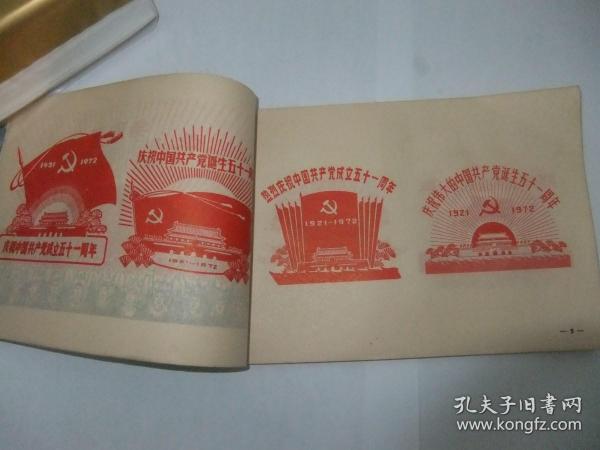 1921 1972
庆祝中国共产党成立五十一周年
庆祝中国共产党诞生五十一
1921-1972
热烈庆祝中国共产党成立五十一周年
1921-1972
庆祝伟大的中国共产党诞生五十一周年
1921 1972
孔夫子旧书网
www.kongfz.com